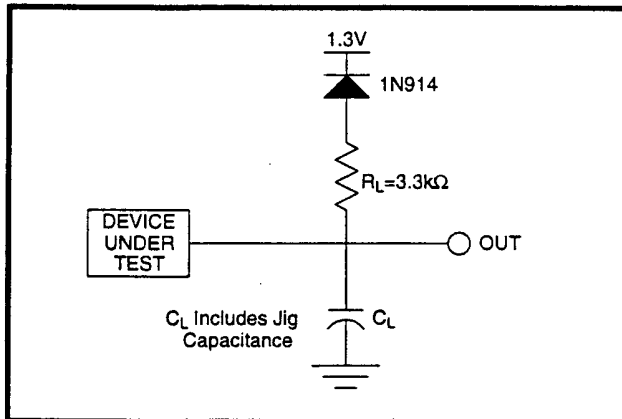 1.3V
1N914
R_L=3.3kΩ
DEVICE
UNDER
TEST
OUT
C_L Includes Jig
Capacitance
C_L